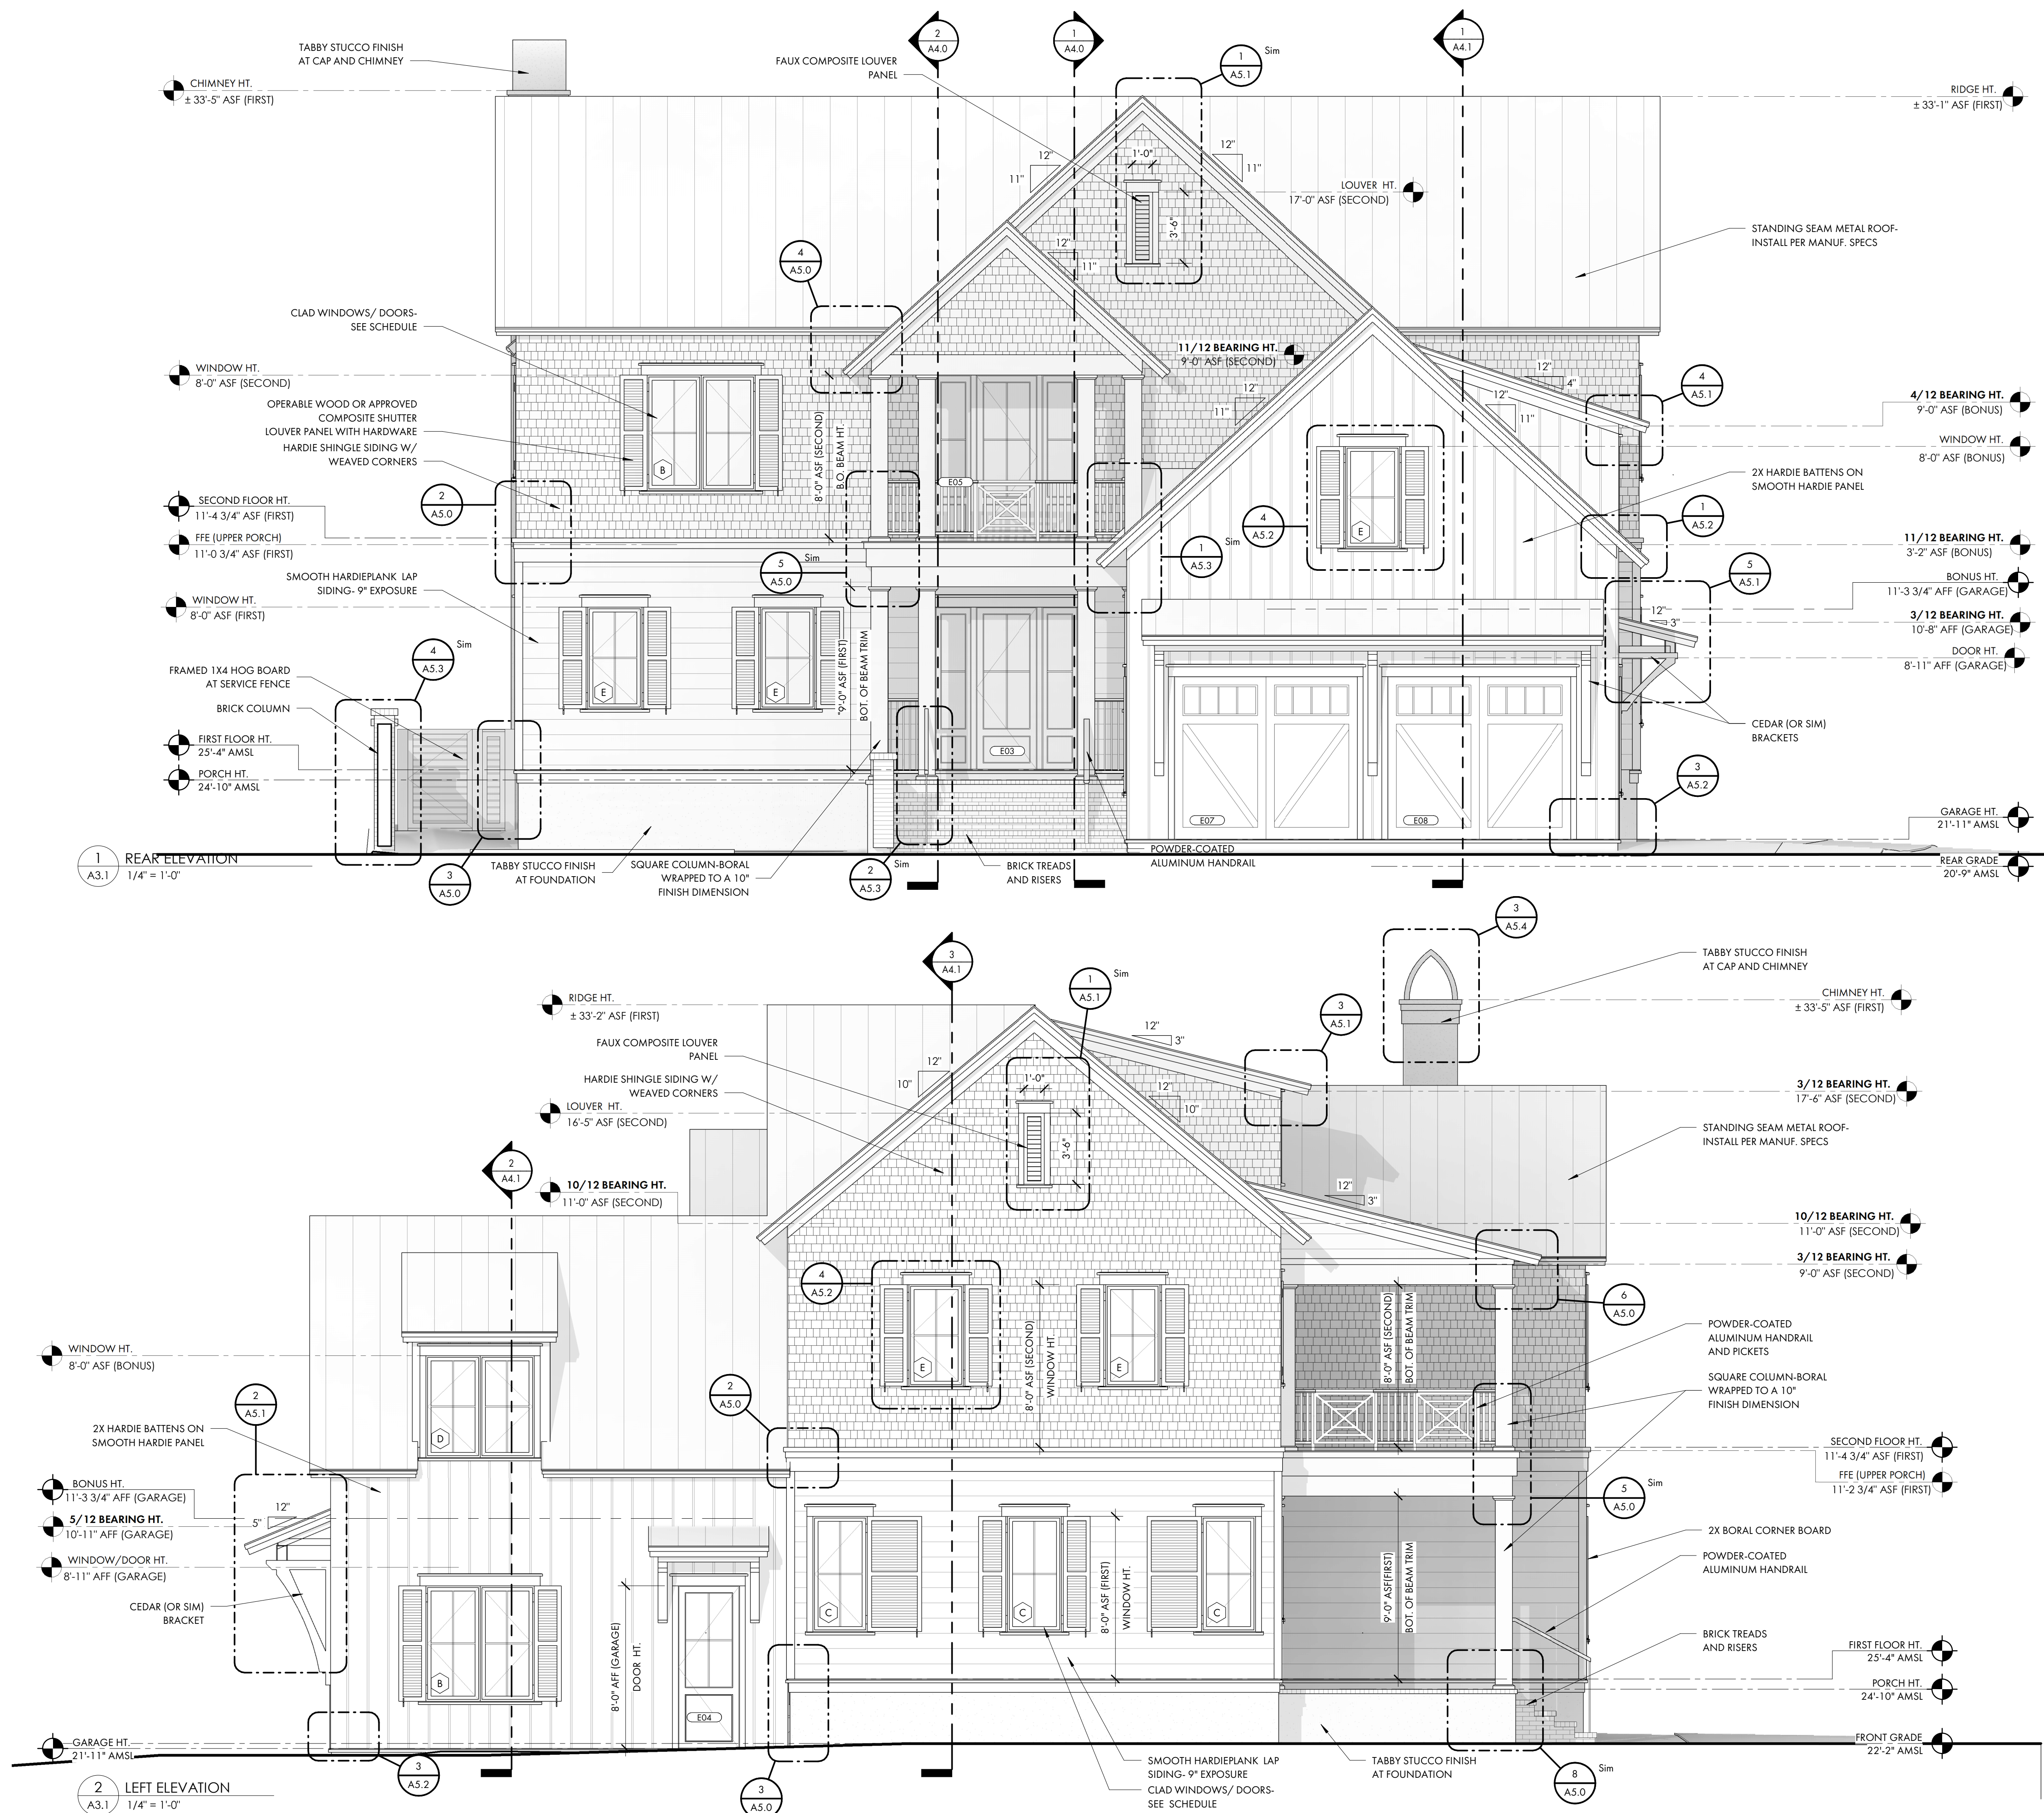 TABBY STUCCO FINISH
AT CAP AND CHIMNEY
CHIMNEY HT.
± 33'-5" ASF (FIRST)
2
A4.0
1
A4.0
FAUX COMPOSITE LOUVER
PANEL
1
A5.1
Sim
1
A4.1
RIDGE HT.
± 33'-1" ASF (FIRST)
12"
11"
1'-0"
12"
11"
LOUVER HT.
17'-0" ASF (SECOND)
3'-6"
STANDING SEAM METAL ROOF-
INSTALL PER MANUF. SPECS
4
A5.0
12"
11"
CLAD WINDOWS/ DOORS-
SEE SCHEDULE
WINDOW HT.
8'-0" ASF (SECOND)
11/12 BEARING HT.
9'-0" ASF (SECOND)
12"
4"
4
A5.1
12"
11"
12"
11"
4/12 BEARING HT.
9'-0" ASF (BONUS)
OPERABLE WOOD OR APPROVED
COMPOSITE SHUTTER
LOUVER PANEL WITH HARDWARE
HARDIE SHINGLE SIDING W/
WEAVED CORNERS
8'-0" ASF (SECOND)
B.O. BEAM HT.
B
E05
WINDOW HT.
8'-0" ASF (BONUS)
2X HARDIE BATTENS ON
SMOOTH HARDIE PANEL
2
A5.0
SECOND FLOOR HT.
11'-4 3/4" ASF (FIRST)
FFE (UPPER PORCH)
11'-0 3/4" ASF (FIRST)
4
A5.2
E
1
A5.2
11/12 BEARING HT.
3'-2" ASF (BONUS)
5
A5.0
Sim
1
A5.3
Sim
5
A5.1
BONUS HT.
11'-3 3/4" AFF (GARAGE)
SMOOTH HARDIEPLANK LAP
SIDING- 9" EXPOSURE
WINDOW HT.
8'-0" ASF (FIRST)
12"
3"
3/12 BEARING HT.
10'-8" AFF (GARAGE)
DOOR HT.
8'-11" AFF (GARAGE)
4
A5.3
Sim
FRAMED 1X4 HOG BOARD
AT SERVICE FENCE
BRICK COLUMN
E
E
9'-0" ASF (FIRST)
BOT. OF BEAM TRIM
CEDAR (OR SIM)
BRACKETS
FIRST FLOOR HT.
25'-4" AMSL
PORCH HT.
24'-10" AMSL
E03
3
A5.2
E07
E08
GARAGE HT.
21'-11" AMSL
1
A3.1
REAR ELEVATION
1/4" = 1'-0"
3
A5.0
TABBY STUCCO FINISH
AT FOUNDATION
SQUARE COLUMN-BORAL
WRAPPED TO A 10"
FINISH DIMENSION
2
A5.3
Sim
BRICK TREADS
AND RISERS
POWDER-COATED
ALUMINUM HANDRAIL
REAR GRADE
20'-9" AMSL
3
A5.4
3
A4.1
1
A5.1
Sim
TABBY STUCCO FINISH
AT CAP AND CHIMNEY
RIDGE HT.
± 33'-2" ASF (FIRST)
CHIMNEY HT.
± 33'-5" ASF (FIRST)
FAUX COMPOSITE LOUVER
PANEL
HARDIE SHINGLE SIDING W/
WEAVED CORNERS
12"
10"
1'-0"
12"
3"
3
A5.1
12"
10"
LOUVER HT.
16'-5" ASF (SECOND)
3'-6"
3/12 BEARING HT.
17'-6" ASF (SECOND)
STANDING SEAM METAL ROOF-
INSTALL PER MANUF. SPECS
2
A4.1
10/12 BEARING HT.
11'-0" ASF (SECOND)
12"
3"
10/12 BEARING HT.
11'-0" ASF (SECOND)
3/12 BEARING HT.
9'-0" ASF (SECOND)
4
A5.2
6
A5.0
WINDOW HT.
8'-0" ASF (BONUS)
E
E
8'-0" ASF (SECOND)
WINDOW HT.
8'-0" ASF (SECOND)
BOT. OF BEAM TRIM
POWDER-COATED
ALUMINUM HANDRAIL
AND PICKETS
SQUARE COLUMN-BORAL
WRAPPED TO A 10"
FINISH DIMENSION
2
A5.1
2
A5.0
2X HARDIE BATTENS ON
SMOOTH HARDIE PANEL
D
SECOND FLOOR HT.
11'-4 3/4" ASF (FIRST)
FFE (UPPER PORCH)
11'-2 3/4" ASF (FIRST)
BONUS HT.
11'-3 3/4" AFF (GARAGE)
5/12 BEARING HT.
10'-11" AFF (GARAGE)
12"
5"
5
A5.0
Sim
WINDOW/DOOR HT.
8'-11" AFF (GARAGE)
2X BORAL CORNER BOARD
POWDER-COATED
ALUMINUM HANDRAIL
CEDAR (OR SIM)
BRACKET
C
C
C
8'-0" ASF (FIRST)
WINDOW HT.
9'-0" ASF(FIRST)
BOT. OF BEAM TRIM
8'-0" AFF (GARAGE)
DOOR HT.
B
E04
BRICK TREADS
AND RISERS
FIRST FLOOR HT.
25'-4" AMSL
PORCH HT.
24'-10" AMSL
GARAGE HT.
21'-11" AMSL
FRONT GRADE
22'-2" AMSL
2
A3.1
LEFT ELEVATION
1/4" = 1'-0"
3
A5.2
3
A5.0
SMOOTH HARDIEPLANK LAP
SIDING- 9" EXPOSURE
CLAD WINDOWS/ DOORS-
SEE SCHEDULE
TABBY STUCCO FINISH
AT FOUNDATION
8
A5.0
Sim